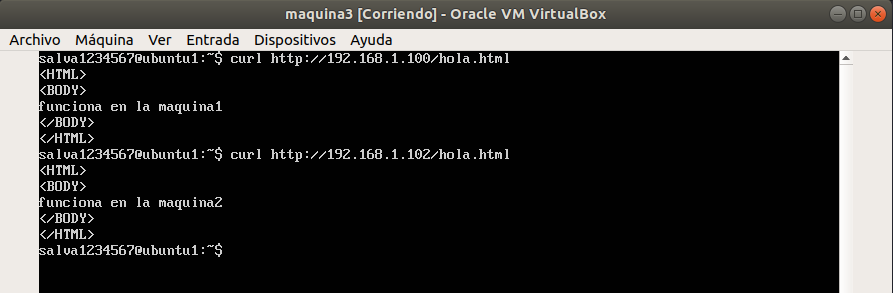 maquina3 [Corriendo] - Oracle VM VirtualBox
Archivo Máquina Ver Entrada Dispositivos Ayuda
salva1234567@ubuntu1:~$ curl http://192.168.1.100/hola.html
<HTML>
<BODY>
funciona en la maquina1
</BODY>
</HTML>
salva1234567@ubuntu1:~$ curl http://192.168.1.102/hola.html
<HTML>
<BODY>
funciona en la maquina2
</BODY>
</HTML>
salva1234567@ubuntu1:~$